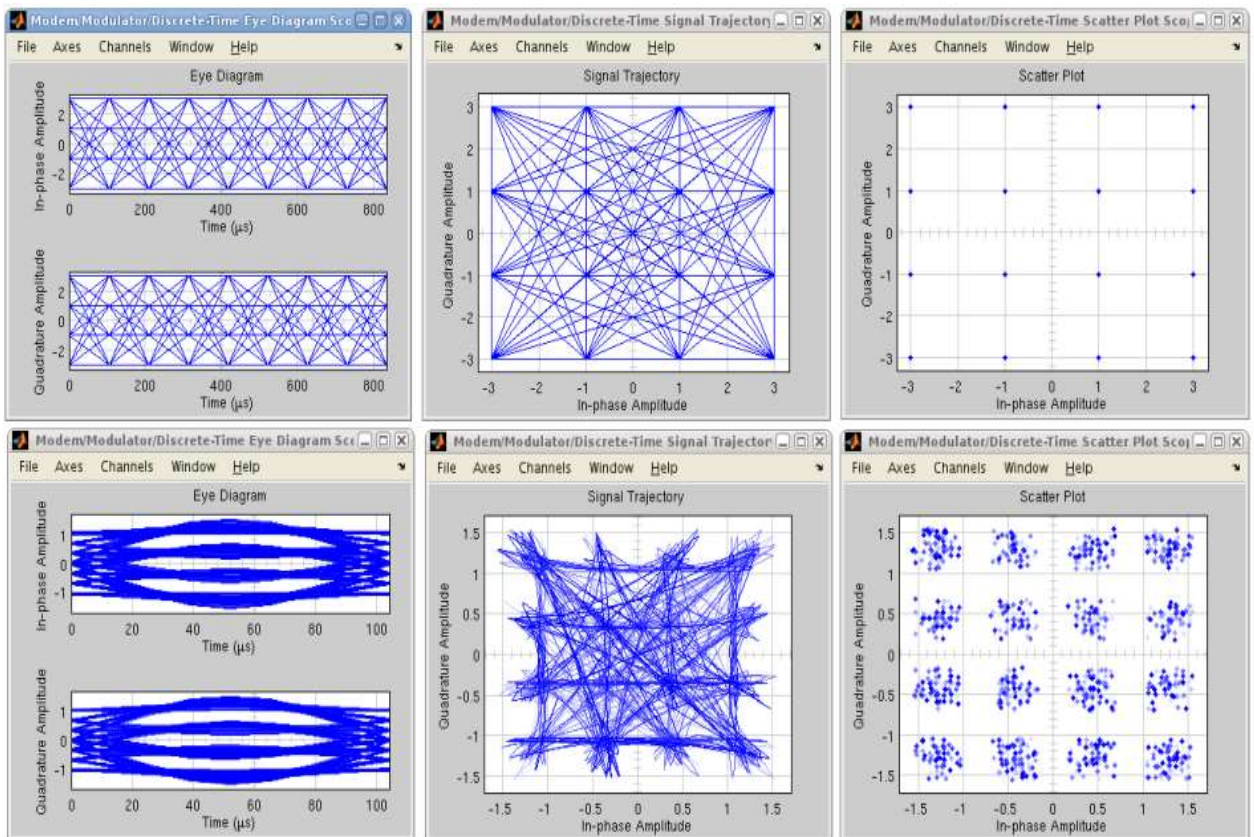 Modem/Modulator/Discrete-Time Eye Diagram Sco
File Axes Channels Window Help
Eye Diagram
In-phase Amplitude
2
0
-2
0 200 400 600 800
Time (μs)
Quadrature Amplitude
2
0
-2
0 200 400 600 800
Time (μs)
Modem/Modulator/Discrete-Time Signal Trajectory
File Axes Channels Window Help
Signal Trajectory
Quadrature Amplitude
3
2
1
0
-1
-2
-3
-3 -2 -1 0 1 2 3
In-phase Amplitude
Modem/Modulator/Discrete-Time Scatter Plot Scop
File Axes Channels Window Help
Scatter Plot
Quadrature Amplitude
3
2
1
0
-1
-2
-3
-3 -2 -1 0 1 2 3
In-phase Amplitude
Modem/Modulator/Discrete-Time Eye Diagram Sco
File Axes Channels Window Help
Eye Diagram
In-phase Amplitude
1
0
-1
0 20 40 60 80 100
Time (μs)
Quadrature Amplitude
1
0
-1
0 20 40 60 80 100
Time (μs)
Modem/Modulator/Discrete-Time Signal Trajectory
File Axes Channels Window Help
Signal Trajectory
Quadrature Amplitude
1.5
1
0.5
0
-0.5
-1
-1.5
-1.5 -1 -0.5 0 0.5 1 1.5
In-phase Amplitude
Modem/Modulator/Discrete-Time Scatter Plot Scop
File Axes Channels Window Help
Scatter Plot
Quadrature Amplitude
1.5
1
0.5
0
-0.5
-1
-1.5
-1.5 -1 -0.5 0 0.5 1 1.5
In-phase Amplitude